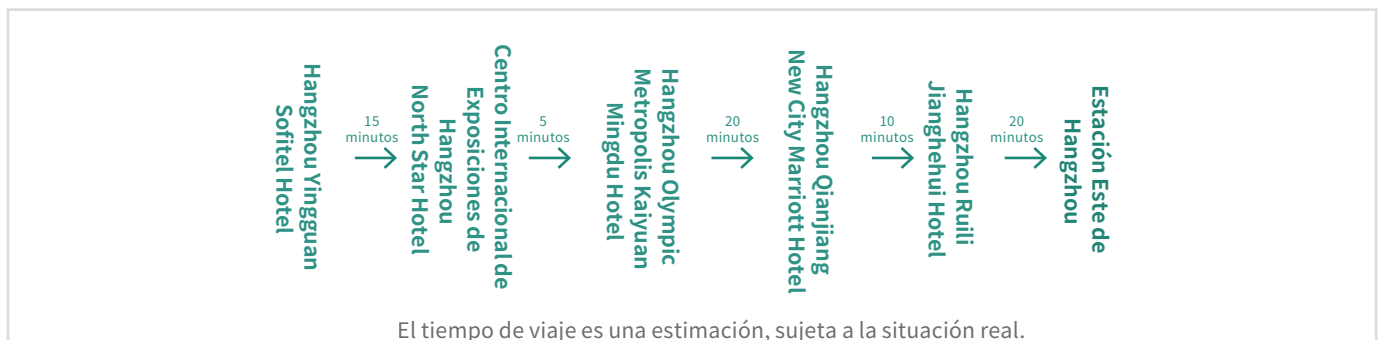 Hangzhou Yingguan
Sofitel Hotel
15
minutos
Centro Internacional de
Exposiciones de
Hangzhou
North Star Hotel
5
minutos
Hangzhou Olympic
Metropolis Kaiyuan
Mingdu Hotel
20
minutos
Hangzhou Qianjiang
New City Marriott Hotel
10
minutos
Hangzhou Ruili
Jianghehui Hotel
20
minutos
Estación Este de
Hangzhou
El tiempo de viaje es una estimación, sujeta a la situación real.